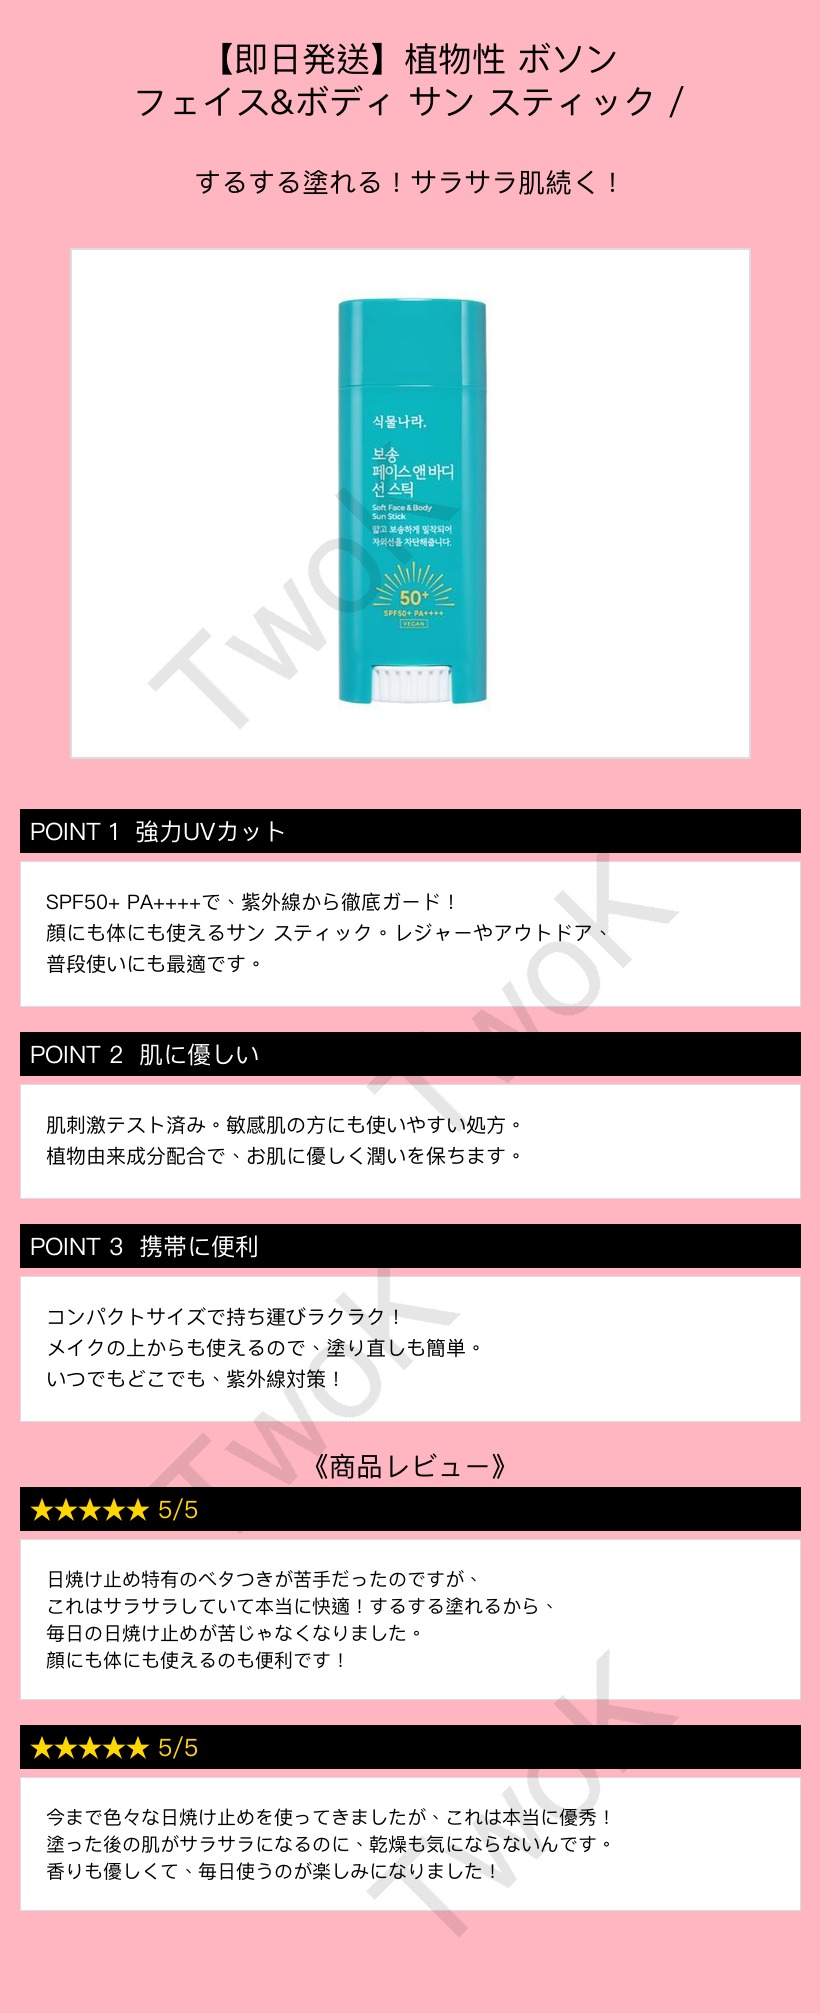 【即日発送】植物性 ボソン
フェイス&ボディ サン スティック /
するする塗れる！サラサラ肌続く！
식물나라.
보송
페이스 앤 바디
선 스틱
Soft Face & Body
Sun Stick
얇고 보송하게 밀착되어
자외선을 차단해줍니다.
50+
SPF50+ PA++++
VEGAN
TwoK
POINT 1 強力UVカット
SPF50+ PA++++で、紫外線から徹底ガード！
顔にも体にも使えるサン スティック。レジャーやアウトドア、
普段使いにも最適です。
TwoK
POINT 2 肌に優しい
肌刺激テスト済み。敏感肌の方にも使いやすい処方。
植物由来成分配合で、お肌に優しく潤いを保ちます。
POINT 3 携帯に便利
コンパクトサイズで持ち運びラクラク！
メイクの上からも使えるので、塗り直しも簡単。
いつでもどこでも、紫外線対策！
TwoK
《商品レビュー》
★★★★★ 5/5
日焼け止め特有のベタつきが苦手だったのですが、
これはサラサラしていて本当に快適！するする塗れるから、
毎日の日焼け止めが苦じゃなくなりました。
顔にも体にも使えるのも便利です！
★★★★★ 5/5
今まで色々な日焼け止めを使ってきましたが、これは本当に優秀！
塗った後の肌がサラサラになるのに、乾燥も気にならないんです。
香りも優しくて、毎日使うのが楽しみになりました！
TwoK